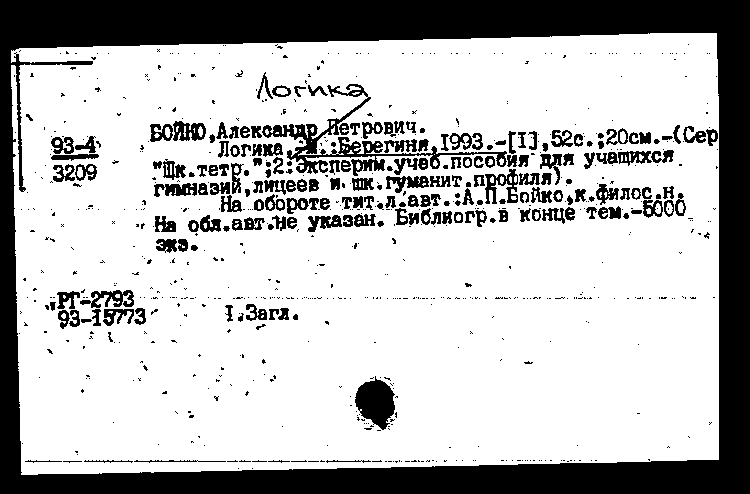 Логика
93-4
3209
БОЙКО,Александр Петрович.
Логика.-М.:Берегиня,1993.-[1],52с.;20см.-(Сер
"Шк.тетр.";2:Эксперим.учеб.пособия для учащихся
гимназий,лицеев и шк.гуманит.профиля).
На обороте тит.л.авт.:А.П.Бойко,к.филос.н.
На обл.авт.не указан. Библиогр.в конце тем.-5000
экз.
РГ-2793
93-15773
I.Загл.